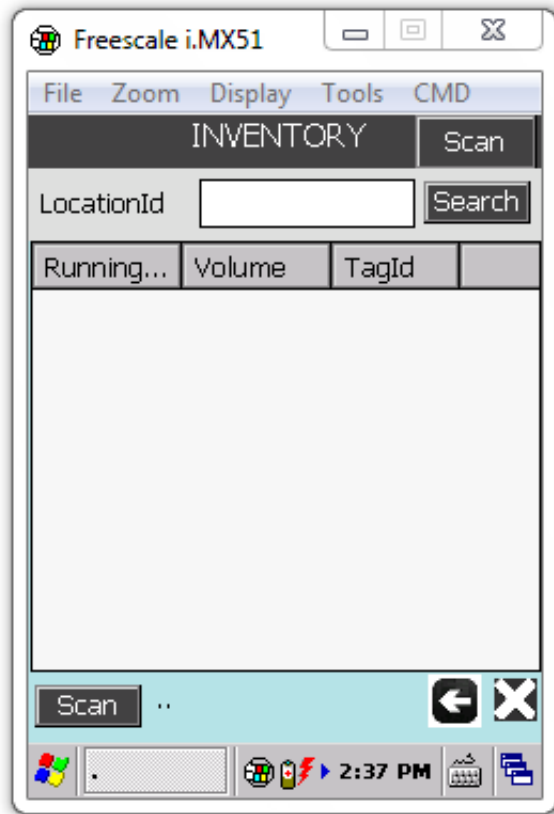 Freescale i.MX51
File Zoom Display Tools CMD
INVENTORY Scan
LocationId Search
Running... Volume TagId
Scan ..
. 2:37 PM